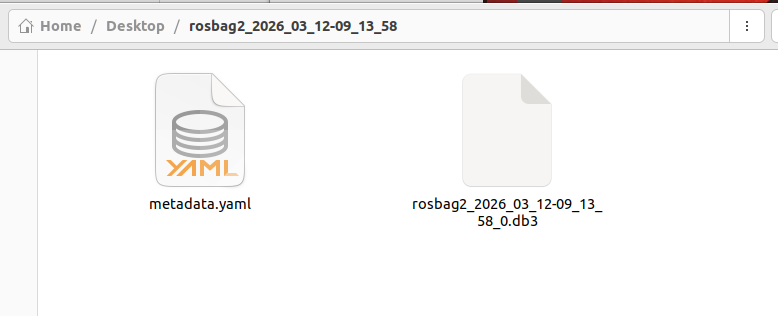 Home / Desktop / rosbag2_2026_03_12-09_13_58
YAML
metadata.yaml
rosbag2_2026_03_12-09_13_
58_0.db3